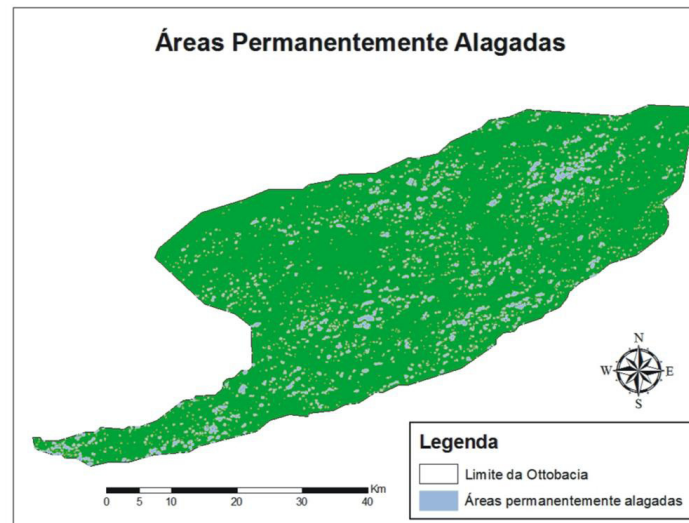 Áreas Permanentemente Alagadas
N
W E
S
Legenda
Limite da Ottobacia
Áreas permanentemente alagadas
Km
0 5 10 20 30 40